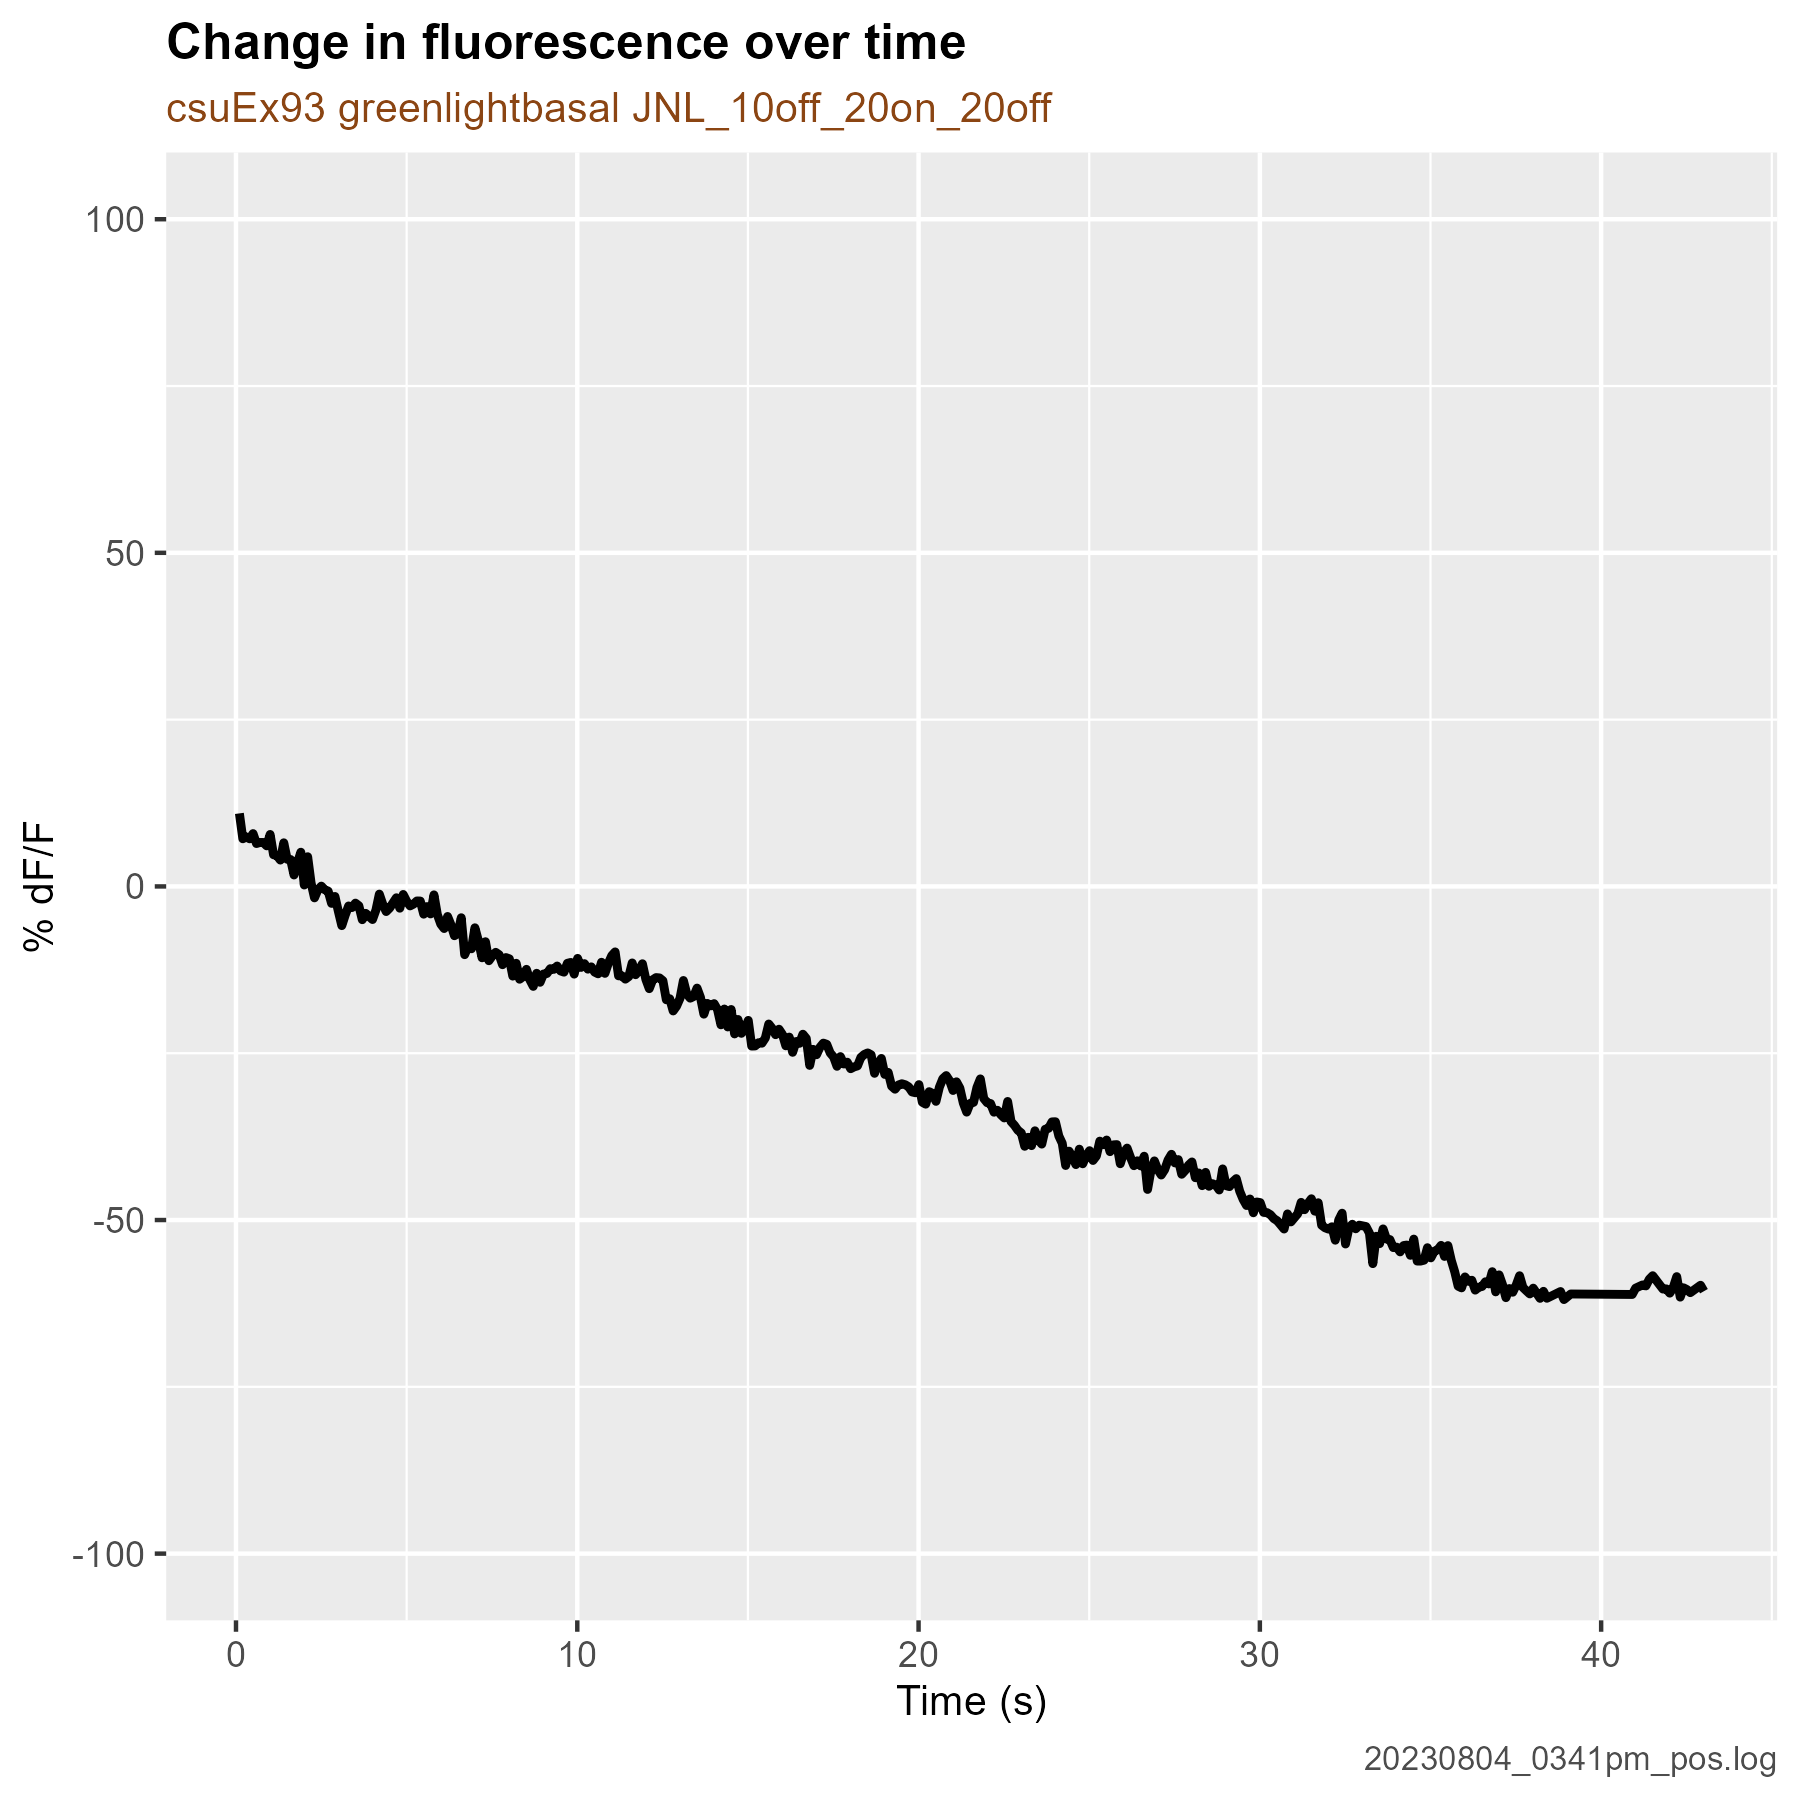 Change in fluorescence over time
csuEx93 greenlightbasal JNL_10off_20on_20off
100
50
0
-50
-100
% dF/F
0 10 20 30 40
Time (s)
20230804_0341pm_pos.log